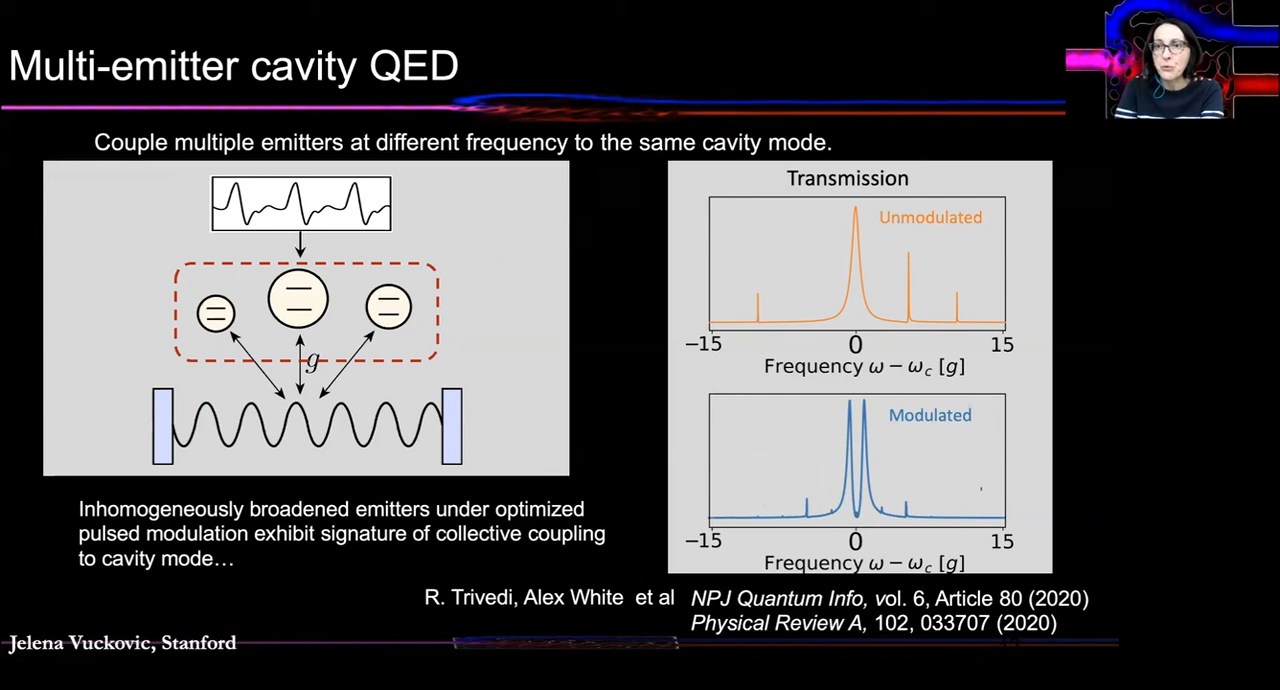 Multi-emitter cavity QED
Couple multiple emitters at different frequency to the same cavity mode.
g
Transmission
Unmodulated
−15
0
15
Frequency ω − ω_c [g]
Modulated
−15
0
15
Frequency ω − ω_c [g]
Inhomogeneously broadened emitters under optimized
pulsed modulation exhibit signature of collective coupling
to cavity mode…
R. Trivedi, Alex White et al NPJ Quantum Info, vol. 6, Article 80 (2020)
Physical Review A, 102, 033707 (2020)
Jelena Vuckovic, Stanford